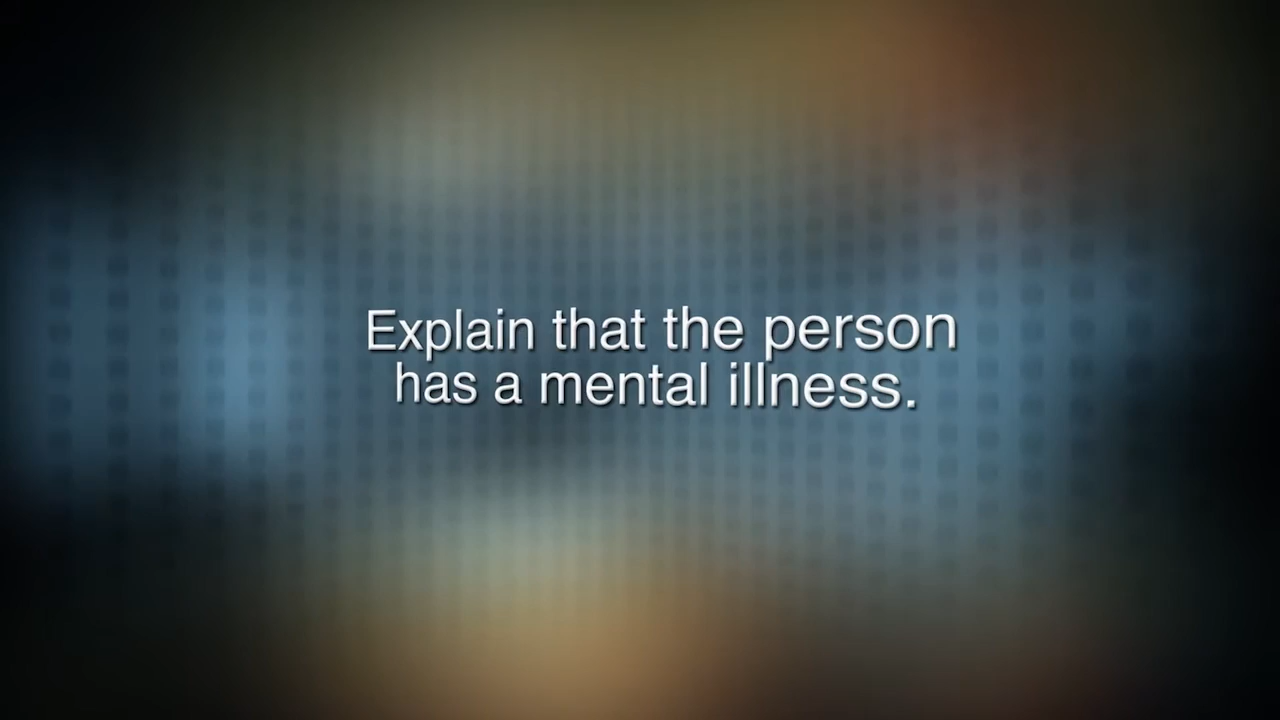 Explain that the person
has a mental illness.